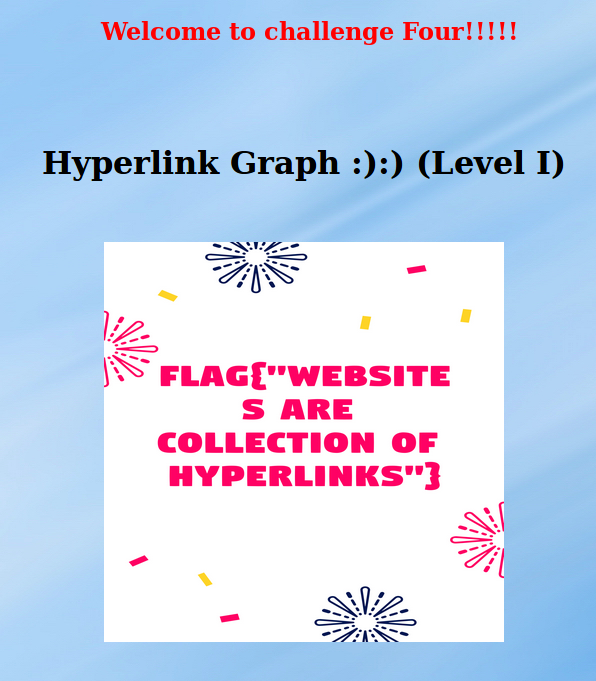 Welcome to challenge Four!!!!!
Hyperlink Graph :):) (Level I)
FLAG{"WEBSITE
S ARE
COLLECTION OF
HYPERLINKS"}